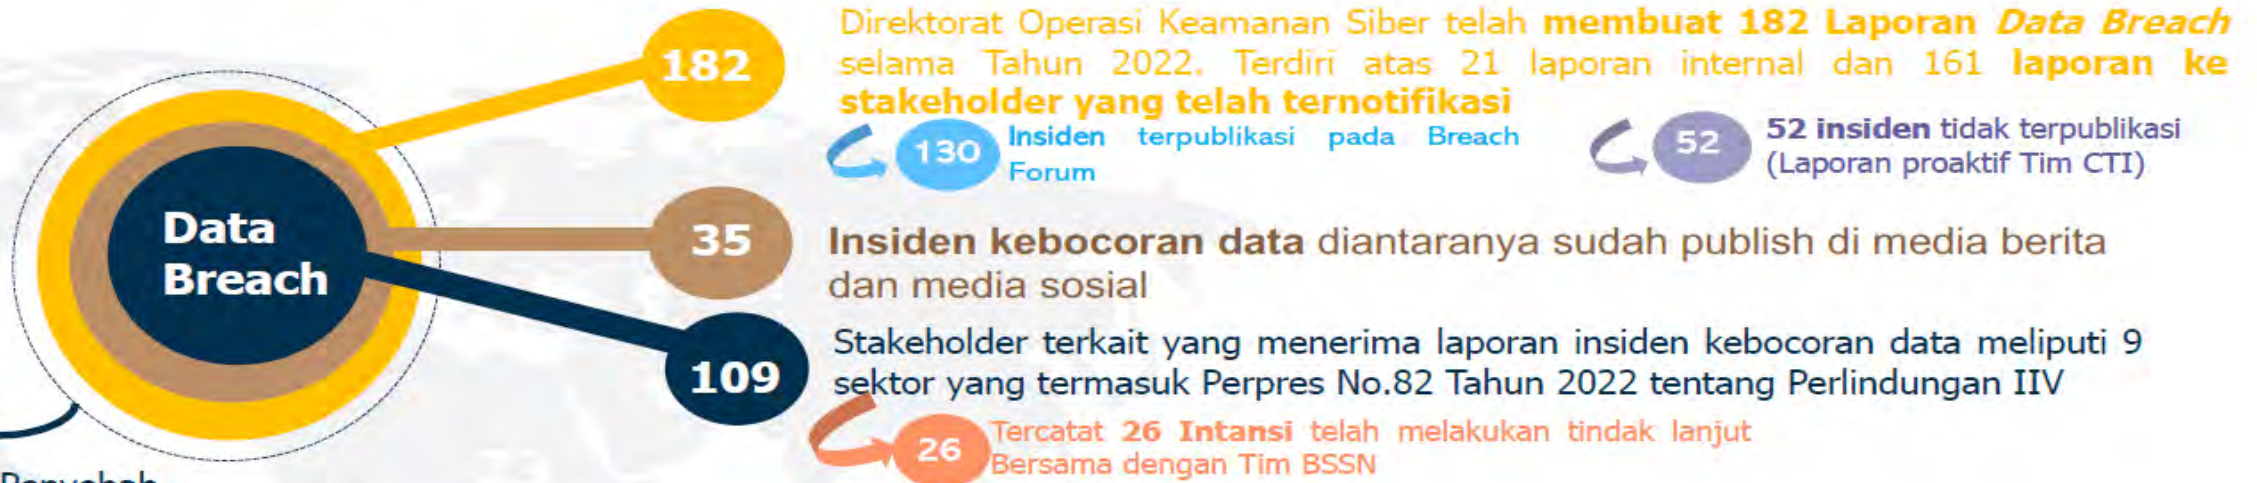 Data
Breach
182
Direktorat Operasi Keamanan Siber telah membuat 182 Laporan Data Breach
selama Tahun 2022. Terdiri atas 21 laporan internal dan 161 laporan ke
stakeholder yang telah ternotifikasi
130
Insiden terpublikasi pada Breach
Forum
52
52 insiden tidak terpublikasi
(Laporan proaktif Tim CTI)
35
Insiden kebocoran data diantaranya sudah publish di media berita
dan media sosial
109
Stakeholder terkait yang menerima laporan insiden kebocoran data meliputi 9
sektor yang termasuk Perpres No.82 Tahun 2022 tentang Perlindungan IIV
26
Tercatat 26 Intansi telah melakukan tindak lanjut
Bersama dengan Tim BSSN